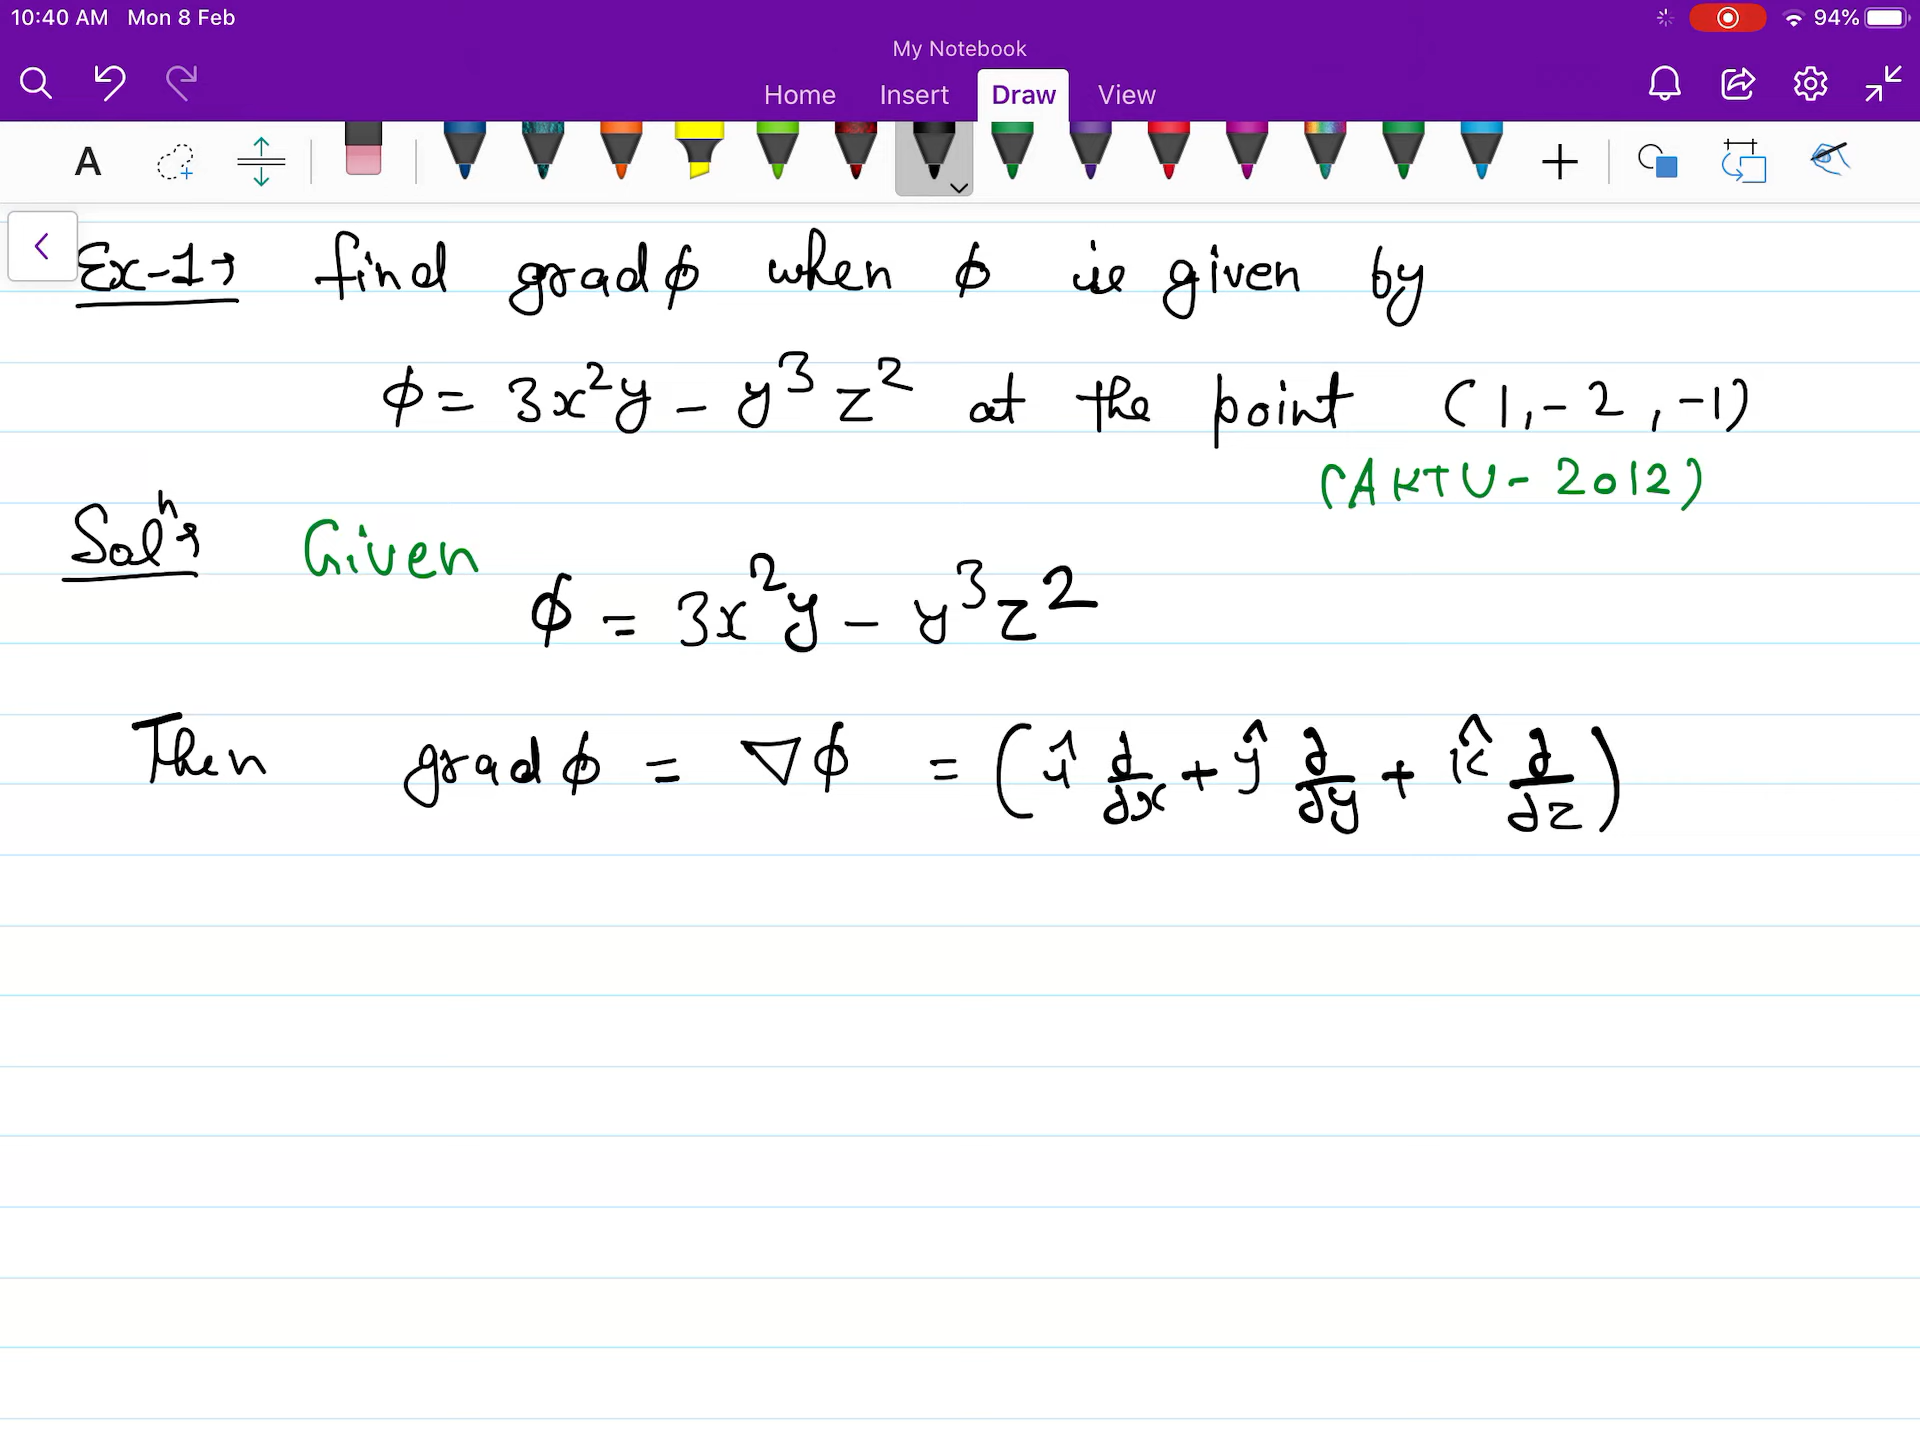 10:40 AM Mon 8 Feb 94%
My Notebook
Home Insert Draw View
A
Ex-1→ find grad ϕ when ϕ is given by
ϕ = 3x²y - y³z² at the point (1,-2,-1)
(AKTU-2012)
Solⁿ→ Given
ϕ = 3x²y - y³z²
Then grad ϕ = ∇ϕ = (î ∂/∂x + ĵ ∂/∂y + k̂ ∂/∂z)